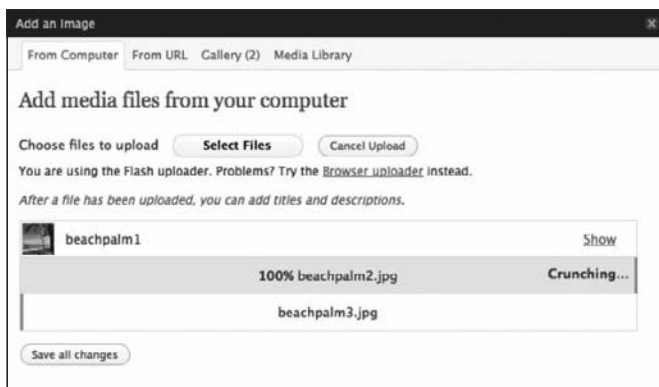 Add an Image X
From Computer From URL Gallery (2) Media Library
Add media files from your computer
Choose files to upload Select Files Cancel Upload
You are using the Flash uploader. Problems? Try the Browser uploader instead.
After a file has been uploaded, you can add titles and descriptions.
beachpalm1 Show
100% beachpalm2.jpg Crunching...
beachpalm3.jpg
Save all changes